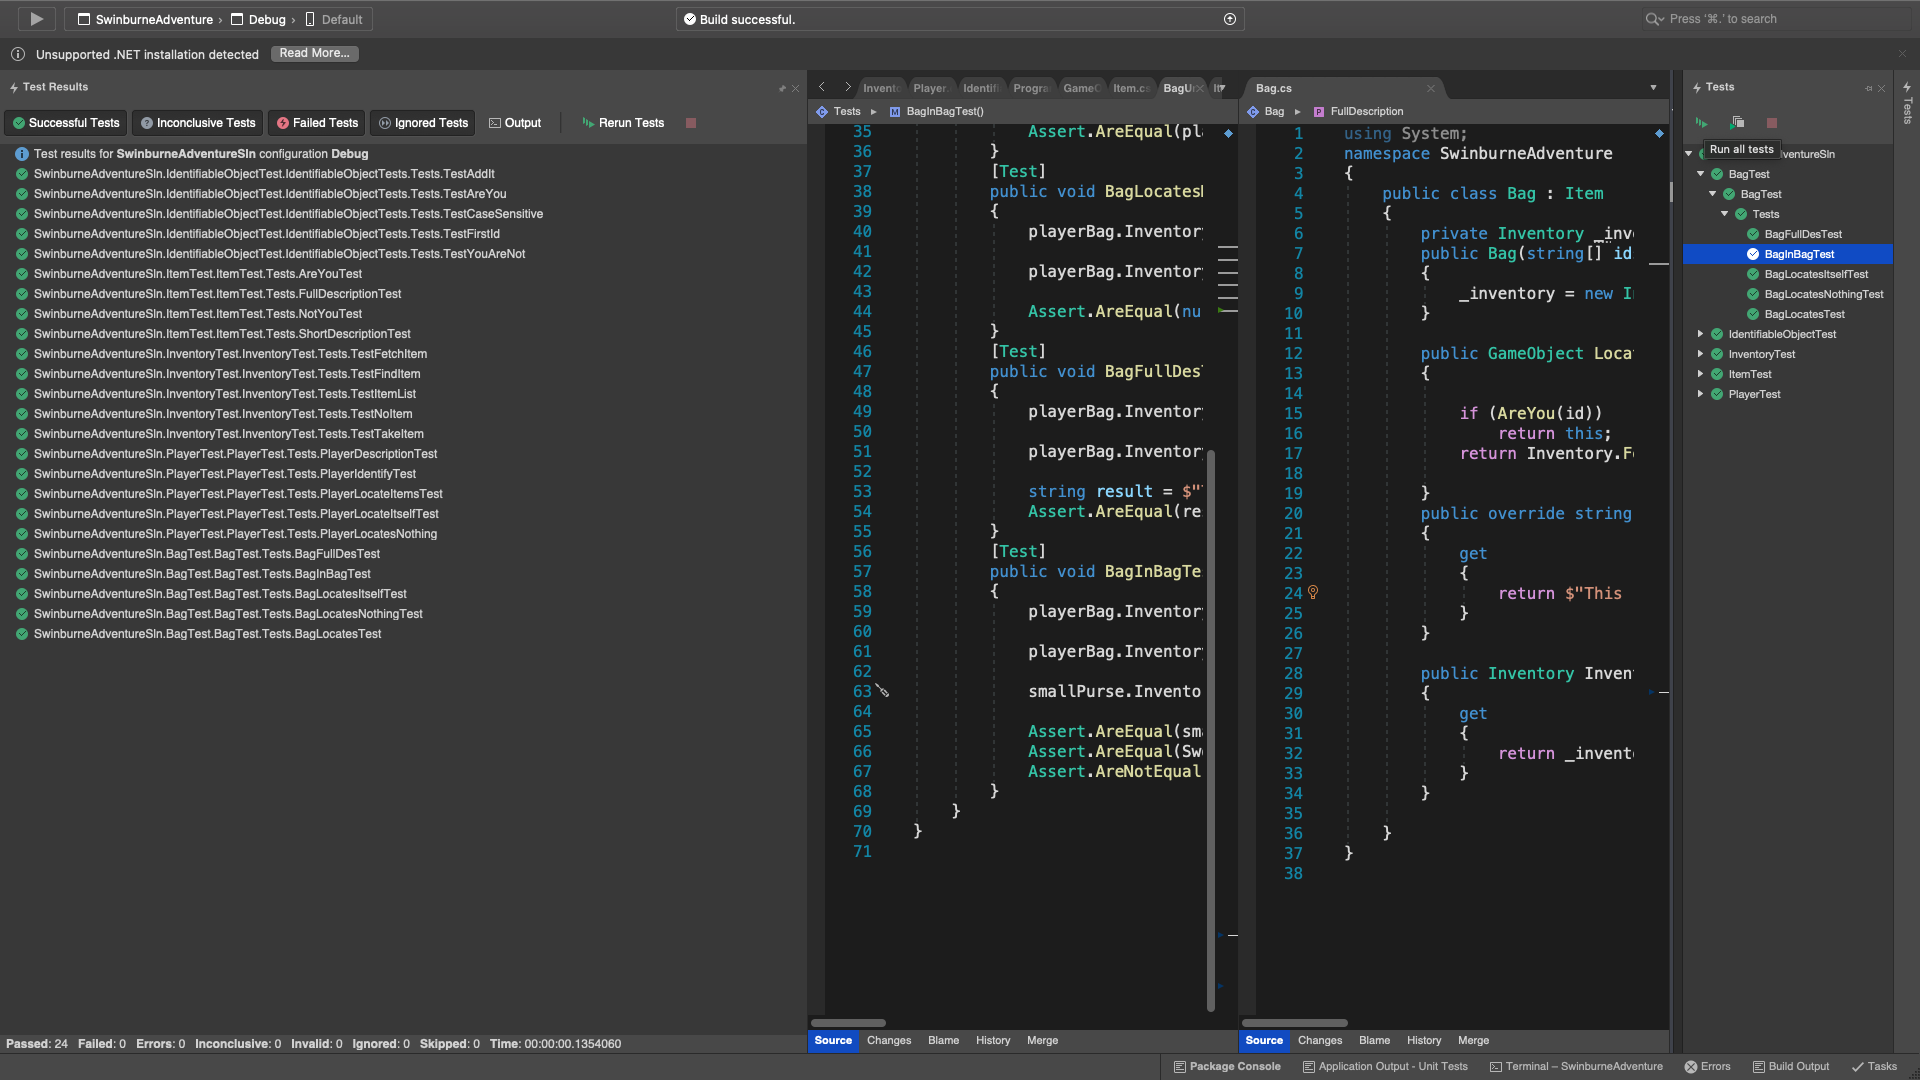 SwinburneAdventure › Debug › Default
Build successful.
Press ‘⌘.’ to search
Unsupported .NET installation detected
Read More...
Test Results
Successful Tests
Inconclusive Tests
Failed Tests
Ignored Tests
Output
Rerun Tests
Test results for SwinburneAdventureSln configuration Debug
SwinburneAdventureSln.IdentifiableObjectTest.IdentifiableObjectTests.Tests.TestAddIt
SwinburneAdventureSln.IdentifiableObjectTest.IdentifiableObjectTests.Tests.TestAreYou
SwinburneAdventureSln.IdentifiableObjectTest.IdentifiableObjectTests.Tests.TestCaseSensitive
SwinburneAdventureSln.IdentifiableObjectTest.IdentifiableObjectTests.Tests.TestFirstId
SwinburneAdventureSln.IdentifiableObjectTest.IdentifiableObjectTests.Tests.TestYouAreNot
SwinburneAdventureSln.ItemTest.ItemTest.Tests.AreYouTest
SwinburneAdventureSln.ItemTest.ItemTest.Tests.FullDescriptionTest
SwinburneAdventureSln.ItemTest.ItemTest.Tests.NotYouTest
SwinburneAdventureSln.ItemTest.ItemTest.Tests.ShortDescriptionTest
SwinburneAdventureSln.InventoryTest.InventoryTest.Tests.TestFetchItem
SwinburneAdventureSln.InventoryTest.InventoryTest.Tests.TestFindItem
SwinburneAdventureSln.InventoryTest.InventoryTest.Tests.TestItemList
SwinburneAdventureSln.InventoryTest.InventoryTest.Tests.TestNoItem
SwinburneAdventureSln.InventoryTest.InventoryTest.Tests.TestTakeItem
SwinburneAdventureSln.PlayerTest.PlayerTest.Tests.PlayerDescriptionTest
SwinburneAdventureSln.PlayerTest.PlayerTest.Tests.PlayerIdentifyTest
SwinburneAdventureSln.PlayerTest.PlayerTest.Tests.PlayerLocateItemsTest
SwinburneAdventureSln.PlayerTest.PlayerTest.Tests.PlayerLocateItselfTest
SwinburneAdventureSln.PlayerTest.PlayerTest.Tests.PlayerLocatesNothing
SwinburneAdventureSln.BagTest.BagTest.Tests.BagFullDesTest
SwinburneAdventureSln.BagTest.BagTest.Tests.BagInBagTest
SwinburneAdventureSln.BagTest.BagTest.Tests.BagLocatesItselfTest
SwinburneAdventureSln.BagTest.BagTest.Tests.BagLocatesNothingTest
SwinburneAdventureSln.BagTest.BagTest.Tests.BagLocatesTest
Passed: 24 Failed: 0 Errors: 0 Inconclusive: 0 Invalid: 0 Ignored: 0 Skipped: 0 Time: 00:00:00.1354060
Invento Player. Identifi Progra GameO Item.cs BagU
Tests BagInBagTest()
35 Assert.AreEqual(pl
36 }
37 [Test]
38 public void BagLocates
39 {
40 playerBag.Inventor
41
42 playerBag.Inventor
43
44 Assert.AreEqual(nu
45 }
46 [Test]
47 public void BagFullDes
48 {
49 playerBag.Inventor
50
51 playerBag.Inventor
52
53 string result = $"
54 Assert.AreEqual(re
55 }
56 [Test]
57 public void BagInBagTe
58 {
59 playerBag.Inventor
60
61 playerBag.Inventor
62
63 smallPurse.Invento
64
65 Assert.AreEqual(sm
66 Assert.AreEqual(Sw
67 Assert.AreNotEqual
68 }
69 }
70 }
71
Source Changes Blame History Merge
Bag.cs
Bag FullDescription
1 using System;
2 namespace SwinburneAdventure
3 {
4 public class Bag : Item
5 {
6 private Inventory _inv
7 public Bag(string[] id
8 {
9 _inventory = new I
10 }
11
12 public GameObject Loca
13 {
14
15 if (AreYou(id))
16 return this;
17 return Inventory.F
18
19 }
20 public override string
21 {
22 get
23 {
24 return $"This
25 }
26 }
27
28 public Inventory Inven
29 {
30 get
31 {
32 return _invent
33 }
34 }
35
36 }
37 }
38
Source Changes Blame History Merge
Tests
Run all tests
ventureSln
BagTest
BagTest
Tests
BagFullDesTest
BagInBagTest
BagLocatesItselfTest
BagLocatesNothingTest
BagLocatesTest
IdentifiableObjectTest
InventoryTest
ItemTest
PlayerTest
Tests
Package Console
Application Output - Unit Tests
Terminal – SwinburneAdventure
Errors
Build Output
Tasks